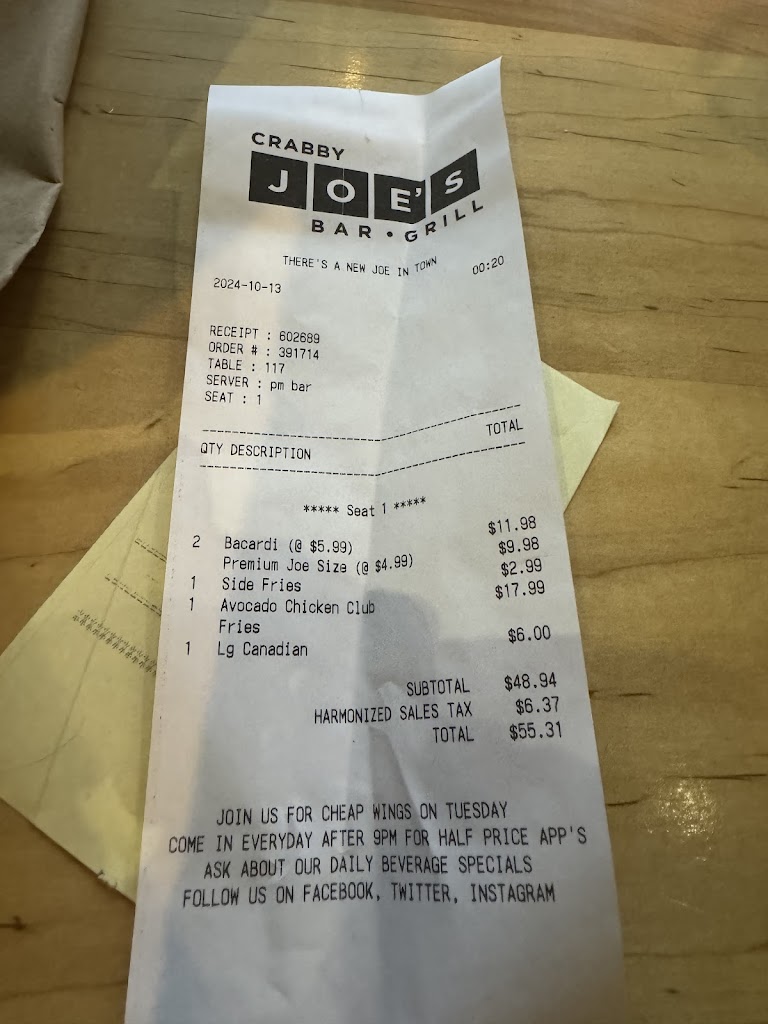 CRABBY
JOE'S
BAR • GRILL
THERE'S A NEW JOE IN TOWN
2024-10-13 00:20
RECEIPT : 602689
ORDER # : 391714
TABLE : 117
SERVER : pm bar
SEAT : 1
--------------------------------
QTY DESCRIPTION TOTAL
--------------------------------
***** Seat 1 *****
2 Bacardi (@ $5.99) $11.98
Premium Joe Size (@ $4.99) $9.98
1 Side Fries $2.99
1 Avocado Chicken Club $17.99
Fries
1 Lg Canadian $6.00
SUBTOTAL $48.94
HARMONIZED SALES TAX $6.37
TOTAL $55.31
JOIN US FOR CHEAP WINGS ON TUESDAY
COME IN EVERYDAY AFTER 9PM FOR HALF PRICE APP'S
ASK ABOUT OUR DAILY BEVERAGE SPECIALS
FOLLOW US ON FACEBOOK, TWITTER, INSTAGRAM